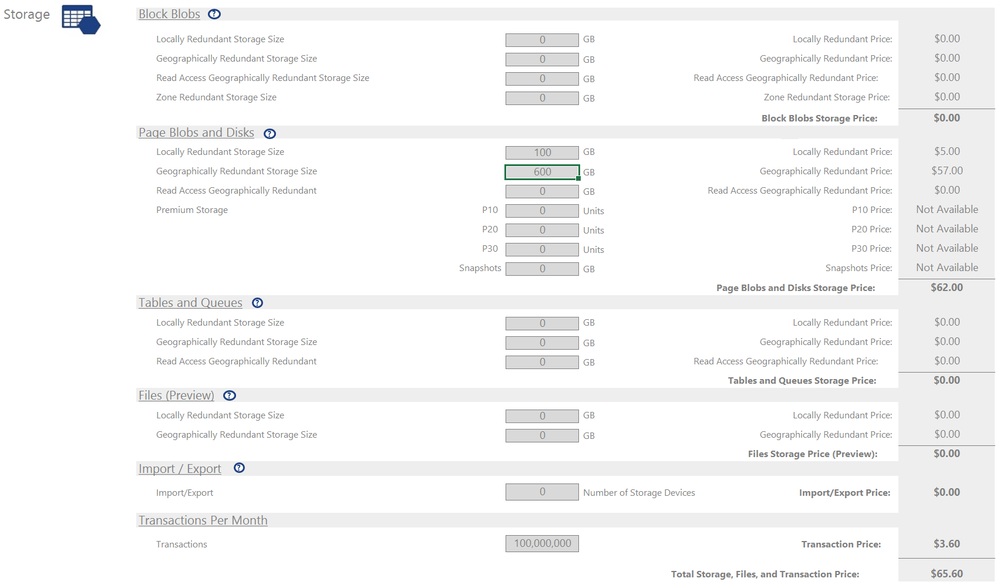 Storage
Block Blobs ?
Locally Redundant Storage Size 0 GB Locally Redundant Price: $0.00
Geographically Redundant Storage Size 0 GB Geographically Redundant Price: $0.00
Read Access Geographically Redundant Storage Size 0 GB Read Access Geographically Redundant Price: $0.00
Zone Redundant Storage Size 0 GB Zone Redundant Storage Price: $0.00
Block Blobs Storage Price: $0.00
Page Blobs and Disks ?
Locally Redundant Storage Size 100 GB Locally Redundant Price: $5.00
Geographically Redundant Storage Size 600 GB Geographically Redundant Price: $57.00
Read Access Geographically Redundant 0 GB Read Access Geographically Redundant Price: $0.00
Premium Storage P10 0 Units P10 Price: Not Available
P20 0 Units P20 Price: Not Available
P30 0 Units P30 Price: Not Available
Snapshots 0 GB Snapshots Price: Not Available
Page Blobs and Disks Storage Price: $62.00
Tables and Queues ?
Locally Redundant Storage Size 0 GB Locally Redundant Price: $0.00
Geographically Redundant Storage Size 0 GB Geographically Redundant Price: $0.00
Read Access Geographically Redundant 0 GB Read Access Geographically Redundant Price: $0.00
Tables and Queues Storage Price: $0.00
Files (Preview) ?
Locally Redundant Storage Size 0 GB Locally Redundant Price: $0.00
Geographically Redundant Storage Size 0 GB Geographically Redundant Price: $0.00
Files Storage Price (Preview): $0.00
Import / Export ?
Import/Export 0 Number of Storage Devices Import/Export Price: $0.00
Transactions Per Month
Transactions 100,000,000 Transaction Price: $3.60
Total Storage, Files, and Transaction Price: $65.60